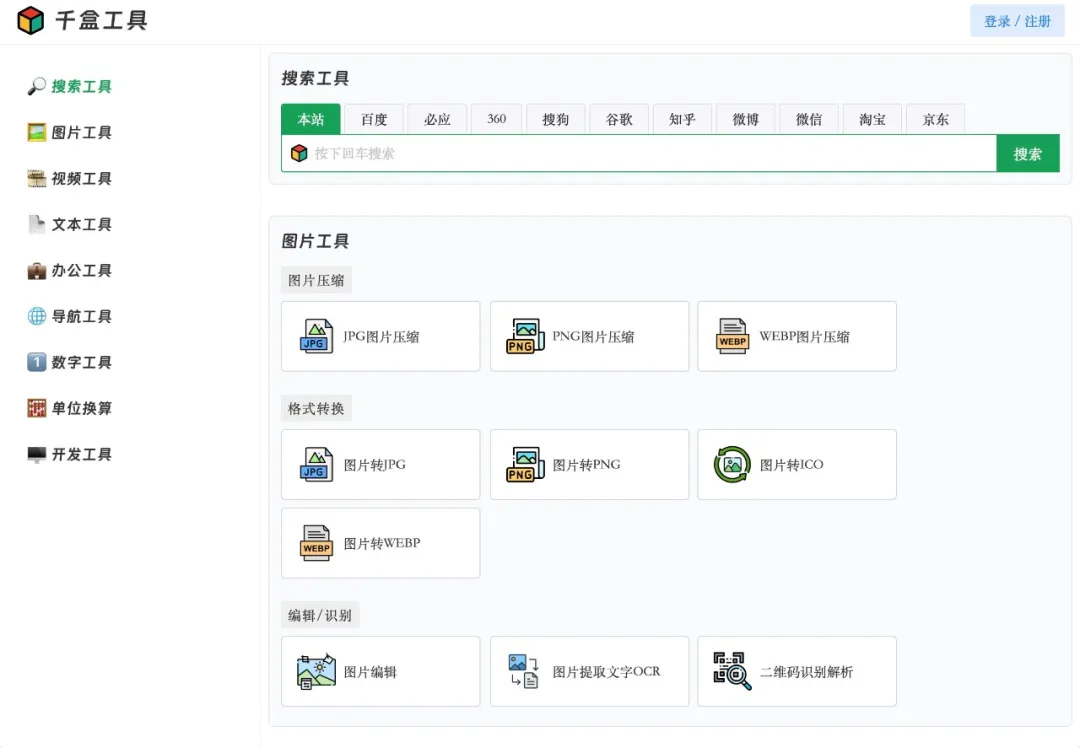 千盒工具
登录 / 注册
搜索工具
图片工具
视频工具
文本工具
办公工具
导航工具
1 数字工具
单位换算
开发工具
搜索工具
本站 百度 必应 360 搜狗 谷歌 知乎 微博 微信 淘宝 京东
按下回车搜索 搜索
图片工具
图片压缩
JPG JPG图片压缩 PNG PNG图片压缩 WEBP WEBP图片压缩
格式转换
JPG 图片转JPG PNG 图片转PNG 图片转ICO
WEBP 图片转WEBP
编辑/识别
图片编辑 图片提取文字OCR 二维码识别解析